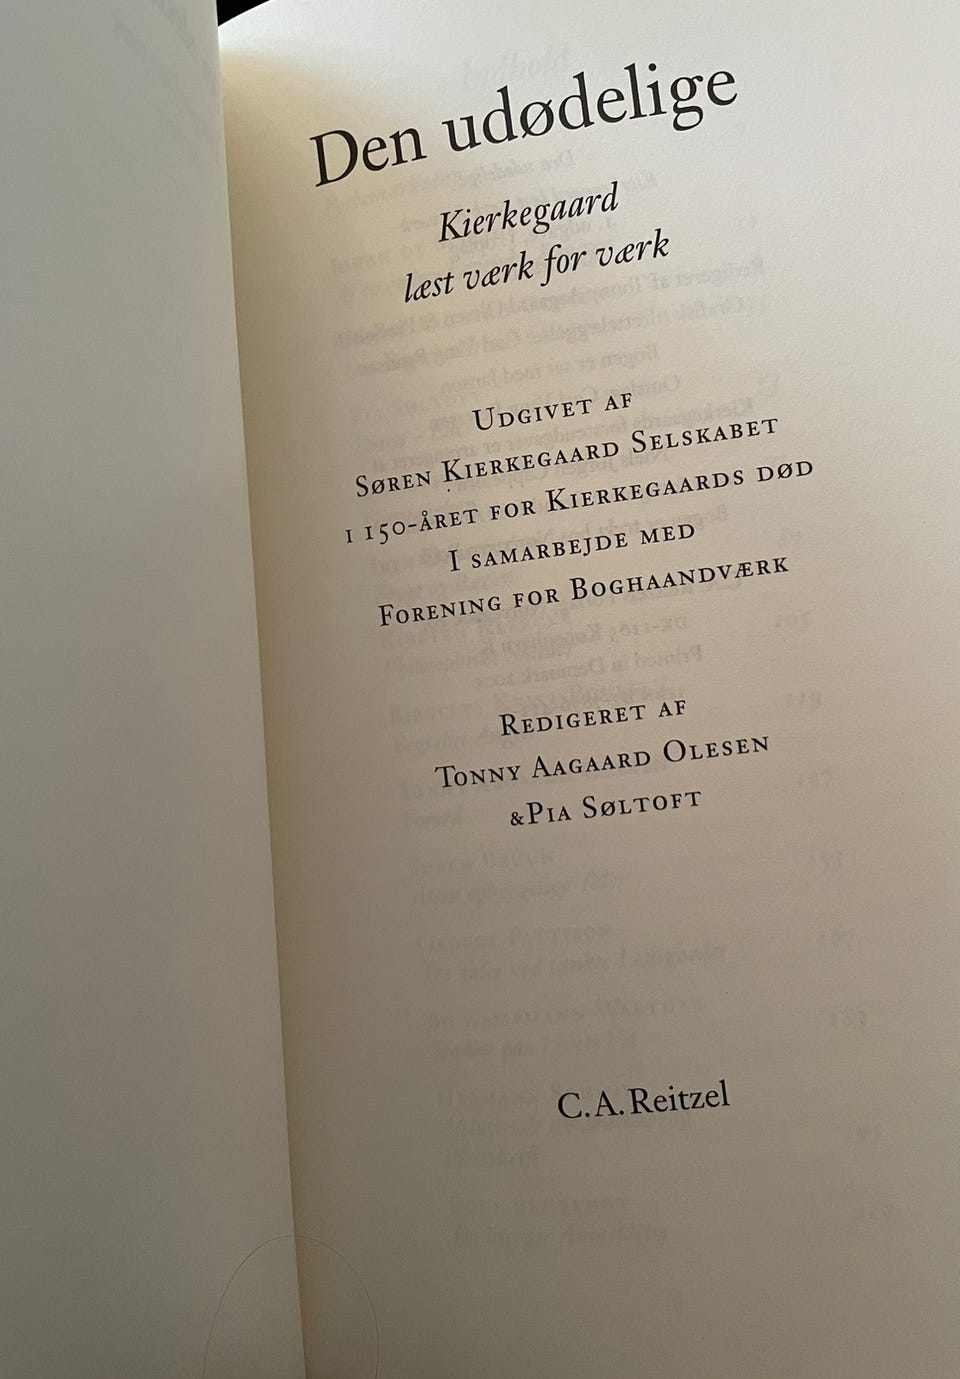 Den udødelige
Kierkegaard
læst værk for værk
Udgivet af
Søren Kierkegaard Selskabet
i 150-året for Kierkegaards død
I samarbejde med
Forening for Boghaandværk
Redigeret af
Tonny Aagaard Olesen
&Pia Søltoft
C.A. Reitzel